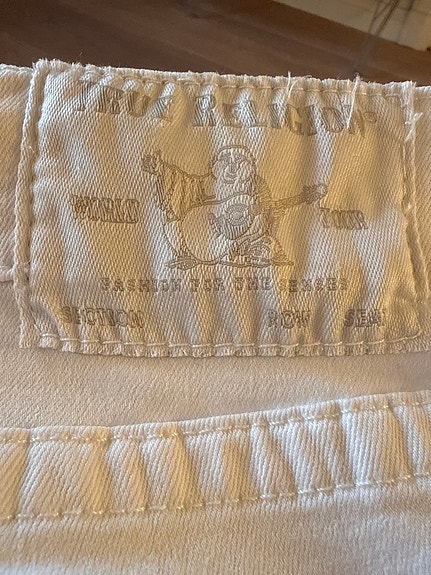 TRUE RELIGION®
WORLD TOUR
FASHION FOR THE SENSES
SECTION ROW SEAT